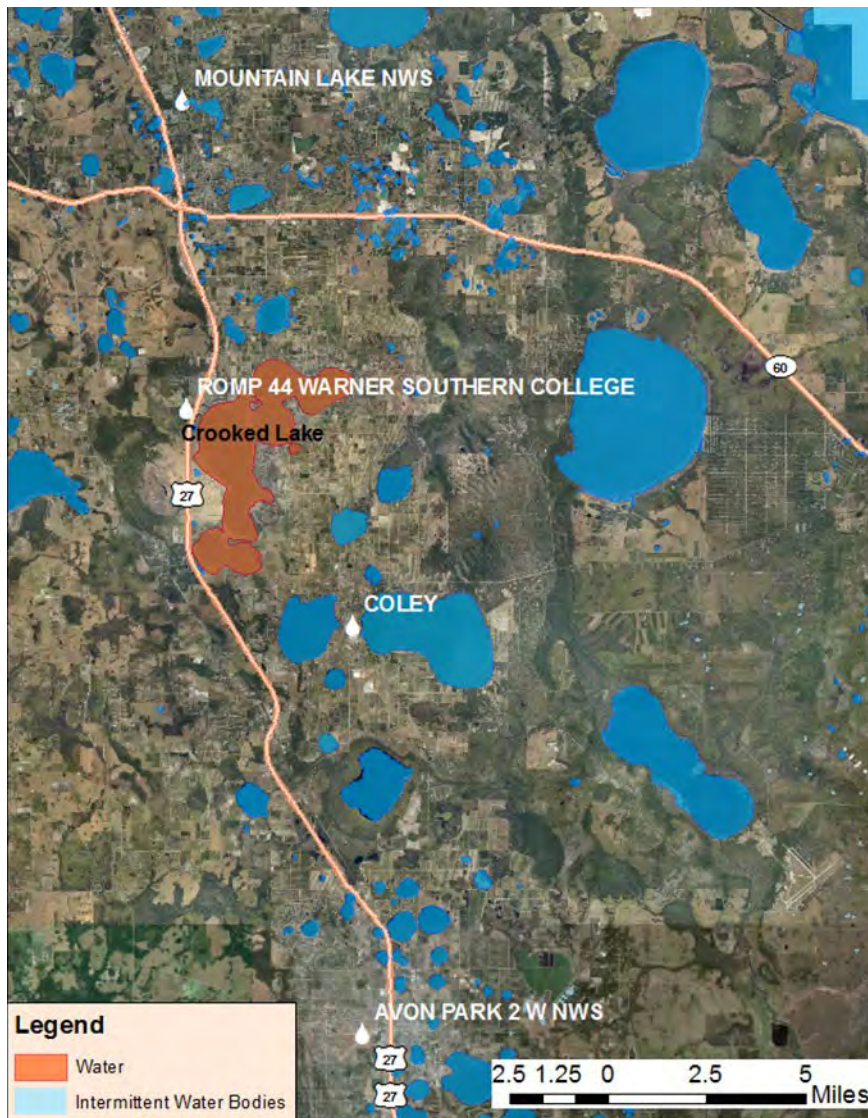 MOUNTAIN LAKE NWS
60
ROMP 44 WARNER SOUTHERN COLLEGE
Crooked Lake
27
COLEY
AVON PARK 2 W NWS
27
27
Legend
Water
Intermittent Water Bodies
2.5 1.25 0 2.5 5
Miles